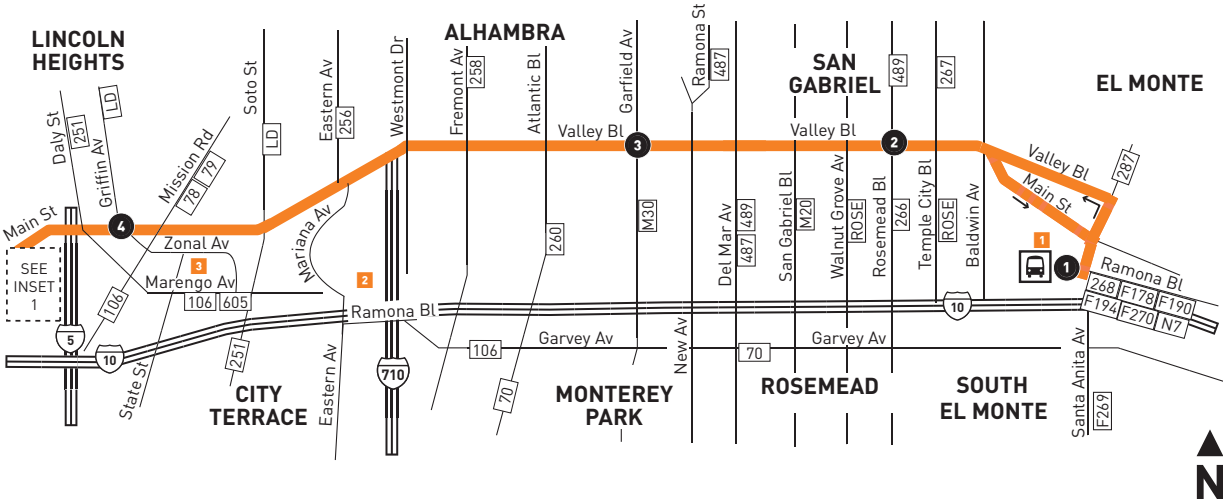 LINCOLN
HEIGHTS
ALHAMBRA
SAN
GABRIEL
EL MONTE
Daly St
251
Griffin Av
LD
Mission Rd
78
79
Soto St
LD
Eastern Av
256
Westmont Dr
Fremont Av
258
Atlantic Bl
Garfield Av
Ramona St
487
489
267
Valley Bl
3
Valley Bl
2
Valley Bl
287
Main St
Main St
4
Zonal Av
3
Marengo Av
106
605
SEE
INSET
1
106
Mariana Av
2
260
M30
Del Mar Av
487
489
San Gabriel Bl
M20
Walnut Grove Av
ROSE
Rosemead Bl
266
Temple City Bl
ROSE
Baldwin Av
1
1
Ramona Bl
268
F178
F190
F194
F270
N7
Ramona Bl
10
5
10
710
106
Garvey Av
70
Garvey Av
State St
251
CITY
TERRACE
Eastern Av
70
MONTEREY
PARK
New Av
ROSEMEAD
SOUTH
EL MONTE
Santa Anita Av
F269
N